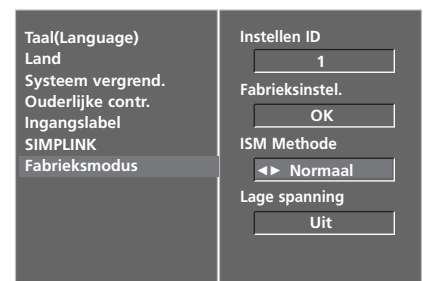 Taal(Language)
Land
Systeem vergrend.
Ouderlijke contr.
Ingangslabel
SIMPLINK
Fabrieksmodus
Instellen ID
1
Fabrieksinstel.
OK
ISM Methode
◄► Normaal
Lage spanning
Uit